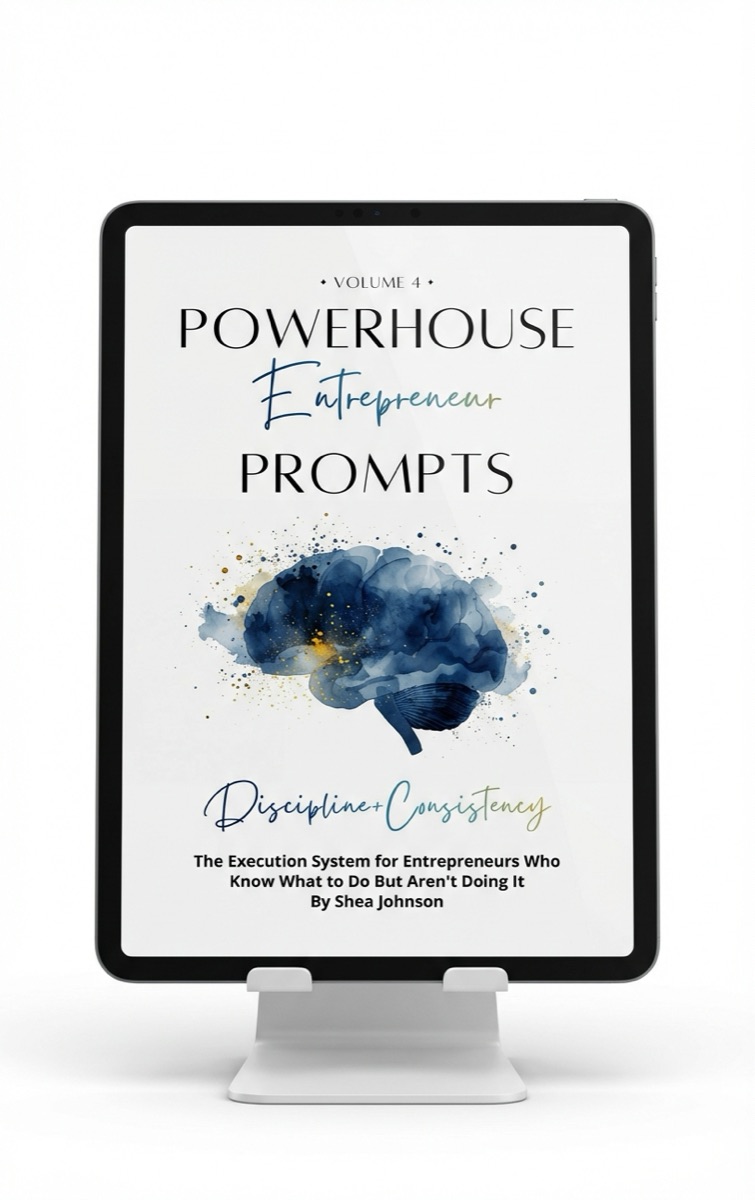 • VOLUME 4 •
POWERHOUSE
Entrepreneur
PROMPTS
Discipline+Consistency
The Execution System for Entrepreneurs Who
Know What to Do But Aren't Doing It
By Shea Johnson